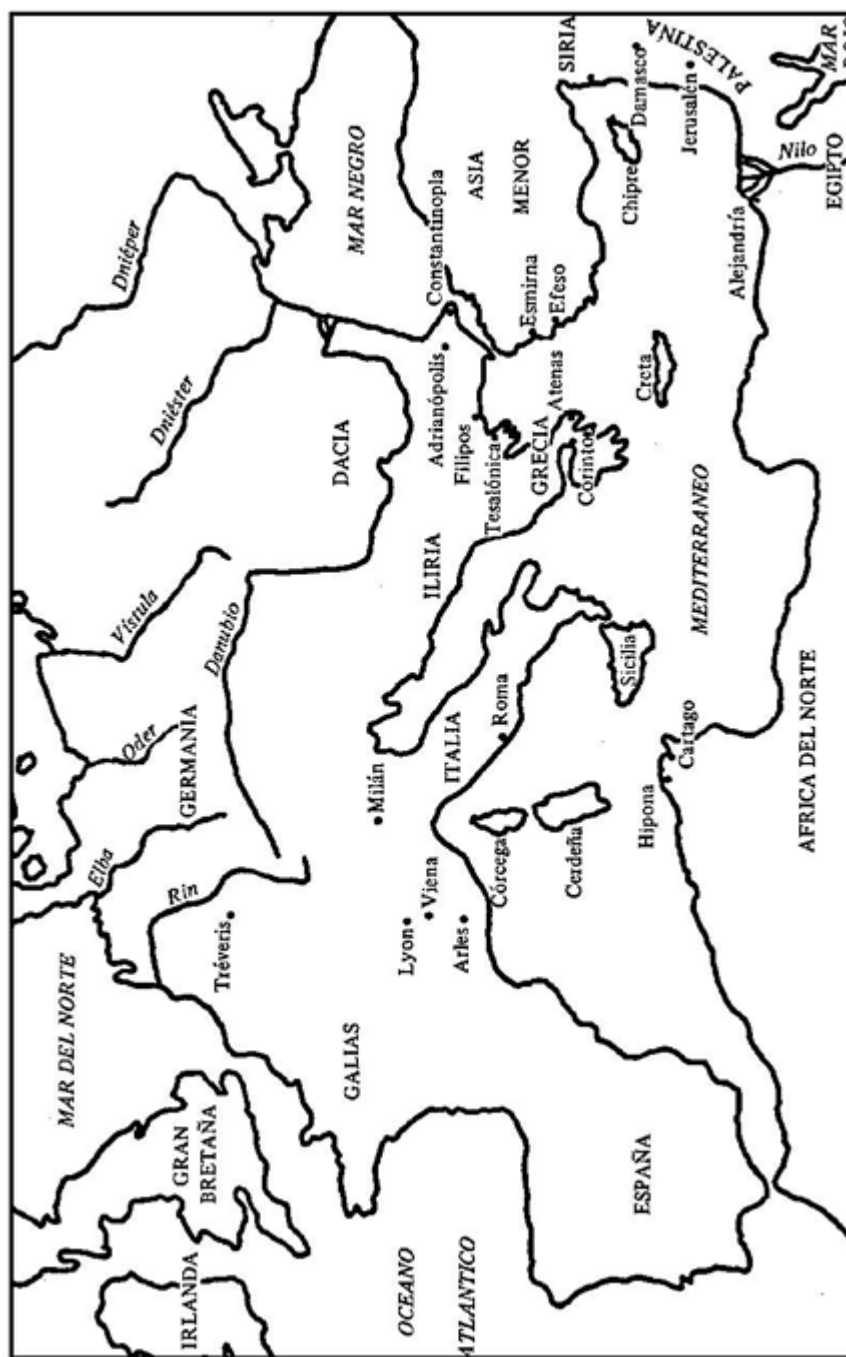 MAR DEL NORTE
IRLANDA
GRAN
BRETAÑA
Elba
Oder
Vístula
Dniéster
Dniéper
Rin
GERMANIA
Tréveris
Danubio
GALIAS
DACIA
MAR NEGRO
OCEANO
ATLANTICO
Lyon
Viena
Arles
Milán
ITALIA
Roma
ILIRIA
Adrianópolis
Filipos
Tesalónica
Constantinopla
ASIA
MENOR
GRECIA
Atenas
Corinto
Esmirna
Efeso
SIRIA
Córcega
Cerdeña
Sicilia
Creta
Chipre
Damasco
Jerusalén
PALESTINA
ESPAÑA
Hipona
Cartago
MEDITERRANEO
Alejandría
Nilo
EGIPTO
MAR
AFRICA DEL NORTE